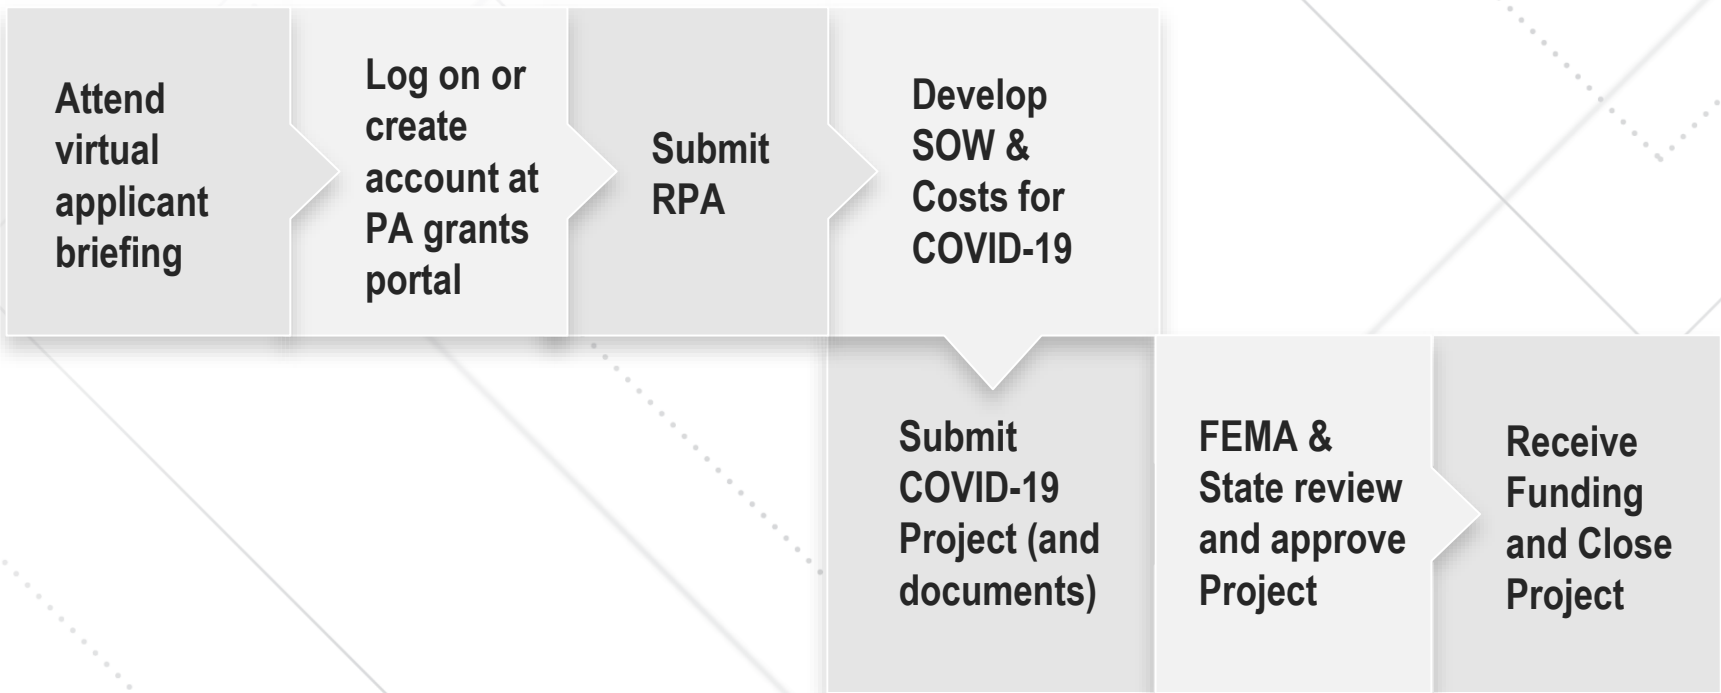 Attend
virtual
applicant
briefing
Log on or
create
account at
PA grants
portal
Submit
RPA
Develop
SOW &
Costs for
COVID-19
Submit
COVID-19
Project (and
documents)
FEMA &
State review
and approve
Project
Receive
Funding
and Close
Project